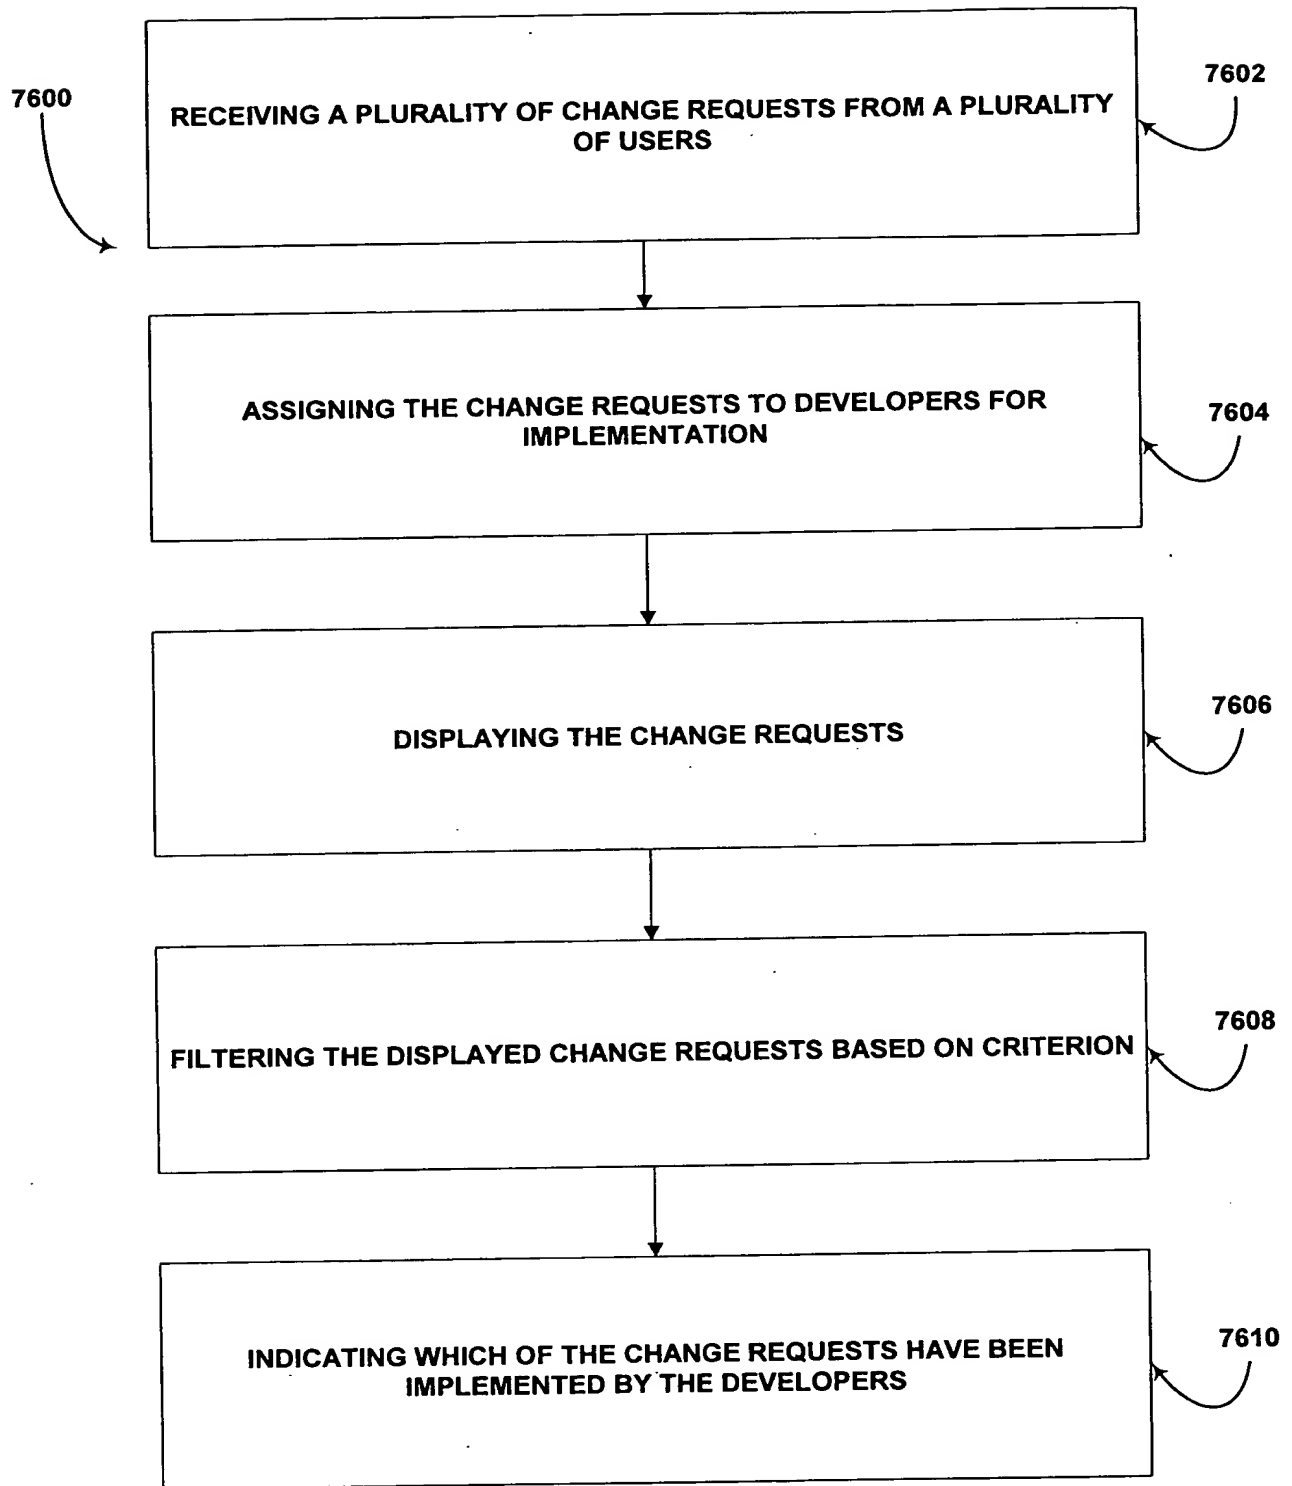 7600
7602
RECEIVING A PLURALITY OF CHANGE REQUESTS FROM A PLURALITY
OF USERS
ASSIGNING THE CHANGE REQUESTS TO DEVELOPERS FOR
IMPLEMENTATION
7604
DISPLAYING THE CHANGE REQUESTS
7606
FILTERING THE DISPLAYED CHANGE REQUESTS BASED ON CRITERION
7608
INDICATING WHICH OF THE CHANGE REQUESTS HAVE BEEN
IMPLEMENTED BY THE DEVELOPERS
7610